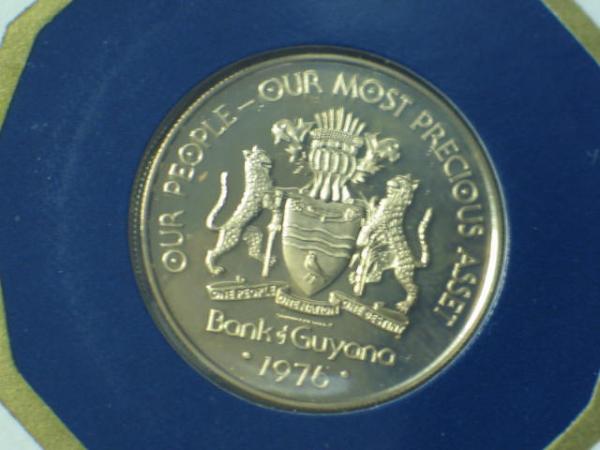 OUR PEOPLE – OUR MOST PRECIOUS ASSET
ONE PEOPLE ONE NATION ONE DESTINY
Bank of Guyana
• 1976 •